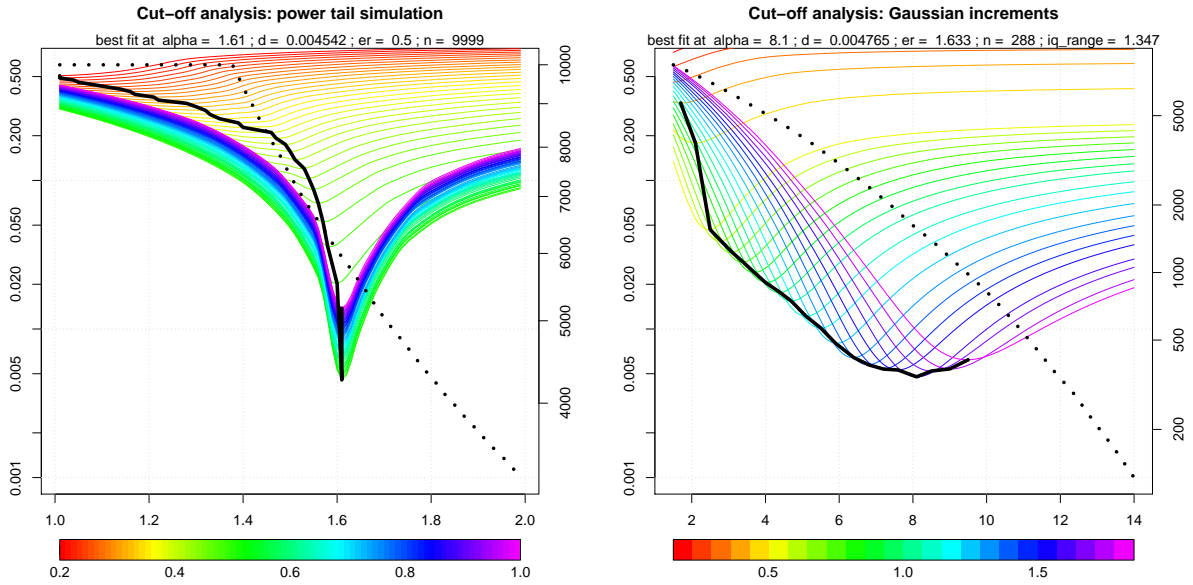 Cut−off analysis: power tail simulation
best fit at alpha = 1.61 ; d = 0.004542 ; er = 0.5 ; n = 9999
0.500
0.200
0.050
0.020
0.005
0.001
10000
8000
7000
6000
5000
4000
1.0 1.2 1.4 1.6 1.8 2.0
0.2 0.4 0.6 0.8 1.0
Cut−off analysis: Gaussian increments
best fit at alpha = 8.1 ; d = 0.004765 ; er = 1.633 ; n = 288 ; iq_range = 1.347
0.500
0.200
0.050
0.020
0.005
0.001
5000
2000
1000
500
200
2 4 6 8 10 12 14
0.5 1.0 1.5